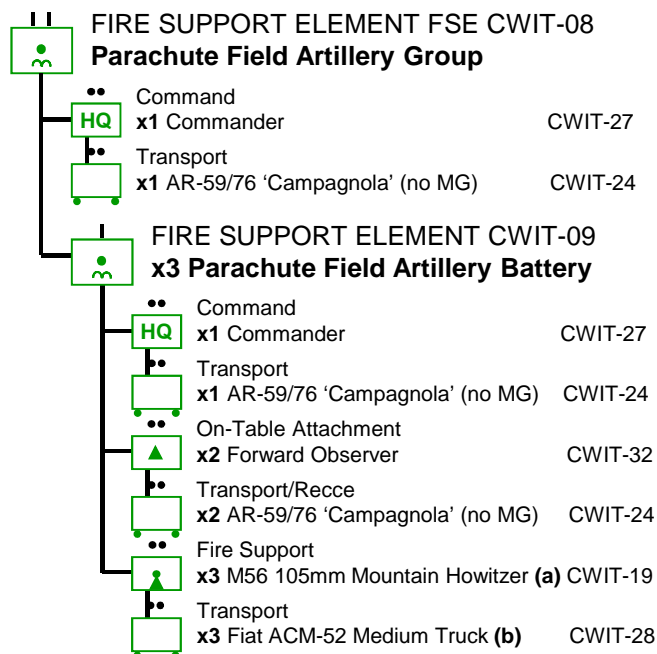 FIRE SUPPORT ELEMENT FSE CWIT-08
Parachute Field Artillery Group
Command
HQ x1 Commander CWIT-27
Transport
x1 AR-59/76 ‘Campagnola’ (no MG) CWIT-24
FIRE SUPPORT ELEMENT CWIT-09
x3 Parachute Field Artillery Battery
Command
HQ x1 Commander CWIT-27
Transport
x1 AR-59/76 ‘Campagnola’ (no MG) CWIT-24
On-Table Attachment
x2 Forward Observer CWIT-32
Transport/Recce
x2 AR-59/76 ‘Campagnola’ (no MG) CWIT-24
Fire Support
x3 M56 105mm Mountain Howitzer (a) CWIT-19
Transport
x3 Fiat ACM-52 Medium Truck (b) CWIT-28